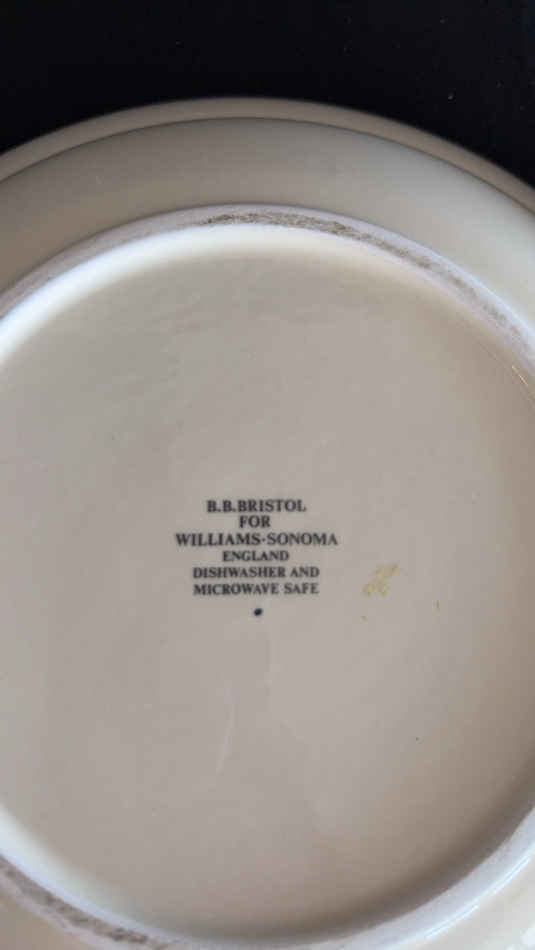 B.B.BRISTOL
FOR
WILLIAMS-SONOMA
ENGLAND
DISHWASHER AND
MICROWAVE SAFE